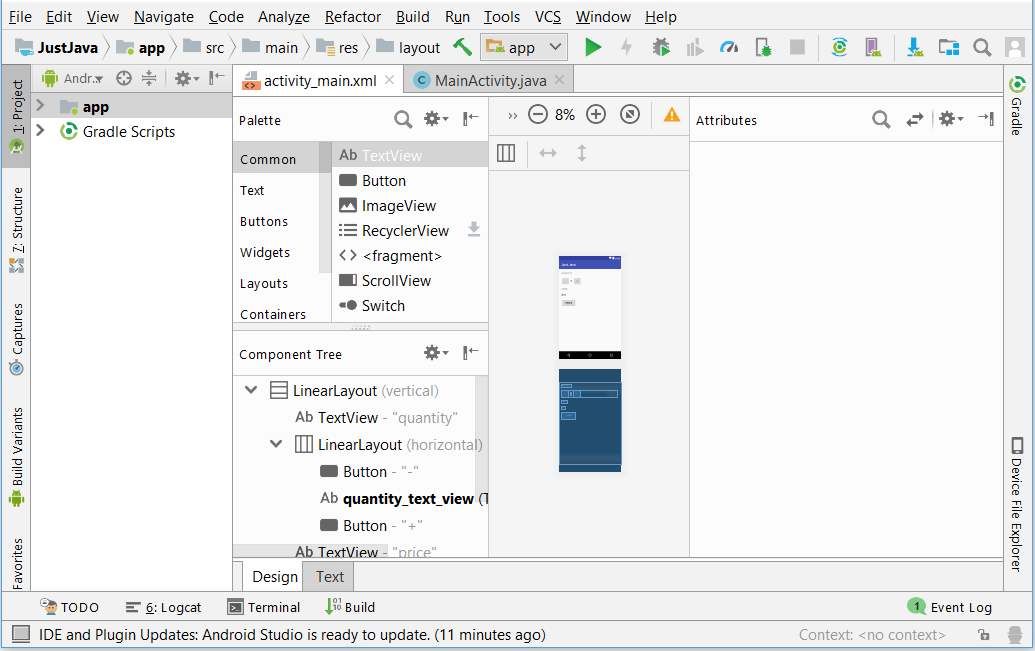 File Edit View Navigate Code Analyze Refactor Build Run Tools VCS Window Help
JustJava app src main res layout app
1: Project
7: Structure
Captures
Build Variants
Favorites
Andr..
app
Gradle Scripts
activity_main.xml MainActivity.java
Palette
Common
Text
Buttons
Widgets
Layouts
Containers
Ab TextView
Button
ImageView
RecyclerView
<fragment>
ScrollView
Switch
Component Tree
LinearLayout (vertical)
Ab TextView - "quantity"
LinearLayout (horizontal)
Button - "-"
Ab quantity_text_view (T
Button - "+"
Ab TextView - "price"
Design Text
8%
Attributes
Gradle
Device File Explorer
TODO 6: Logcat Terminal Build 1 Event Log
IDE and Plugin Updates: Android Studio is ready to update. (11 minutes ago) Context: <no context>